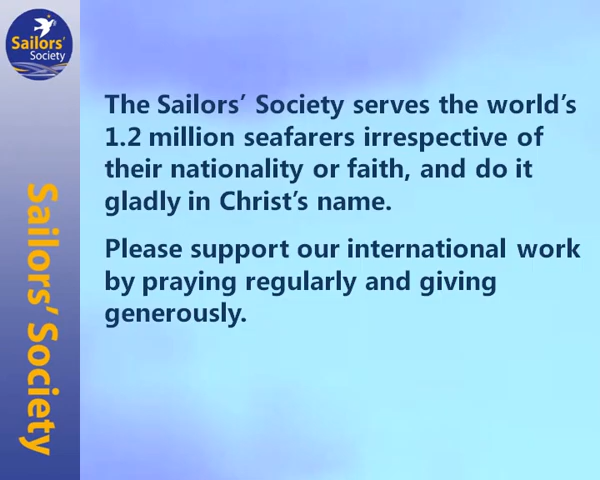 Sailors'
Society
The Sailors’ Society serves the world’s
1.2 million seafarers irrespective of
their nationality or faith, and do it
gladly in Christ’s name.
Please support our international work
by praying regularly and giving
generously.
Sailors’ Society